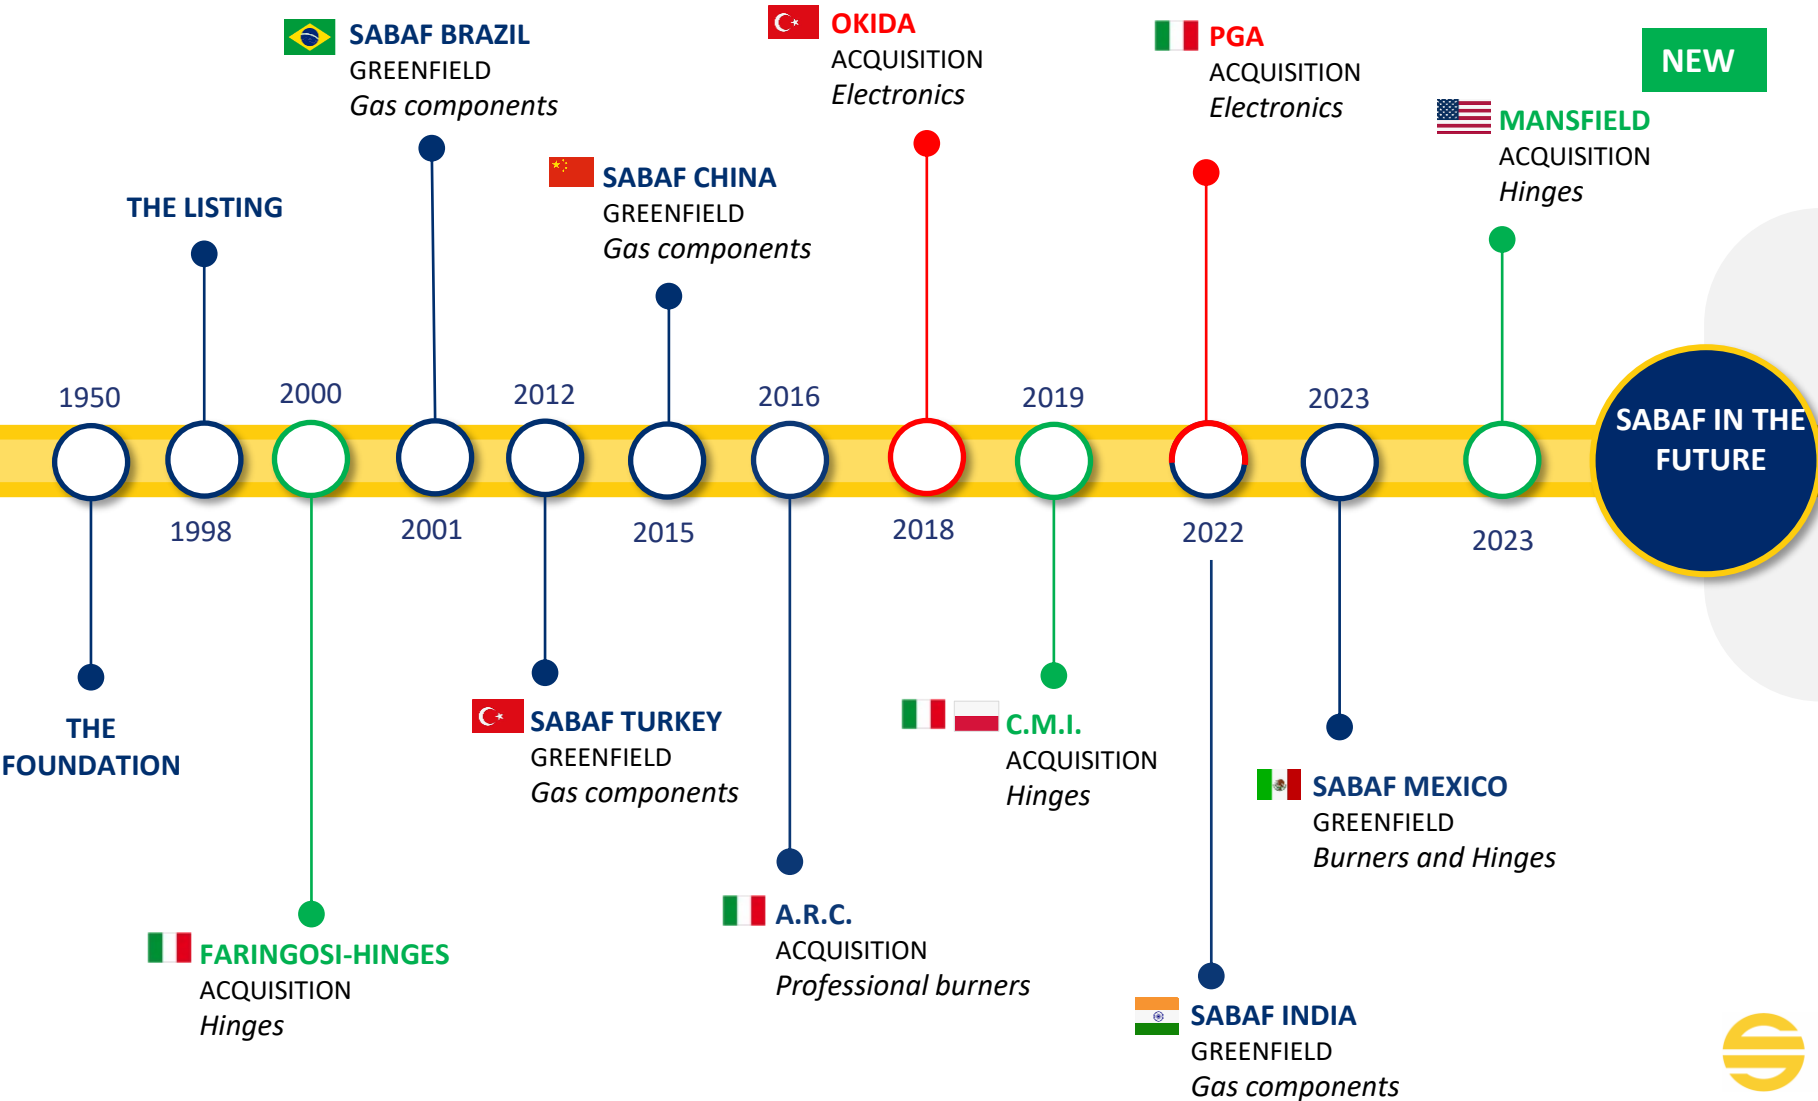 SABAF BRAZIL
GREENFIELD
Gas components
OKIDA
ACQUISITION
Electronics
PGA
ACQUISITION
Electronics
NEW
MANSFIELD
ACQUISITION
Hinges
SABAF CHINA
GREENFIELD
Gas components
THE LISTING
1950
2000
2012
2016
2019
2023
SABAF IN THE
FUTURE
1998
2001
2015
2018
2022
2023
THE
FOUNDATION
SABAF TURKEY
GREENFIELD
Gas components
C.M.I.
ACQUISITION
Hinges
SABAF MEXICO
GREENFIELD
Burners and Hinges
A.R.C.
ACQUISITION
Professional burners
FARINGOSI-HINGES
ACQUISITION
Hinges
SABAF INDIA
GREENFIELD
Gas components